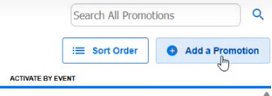 Search All Promotions
Sort Order Add a Promotion
ACTIVATE BY EVENT